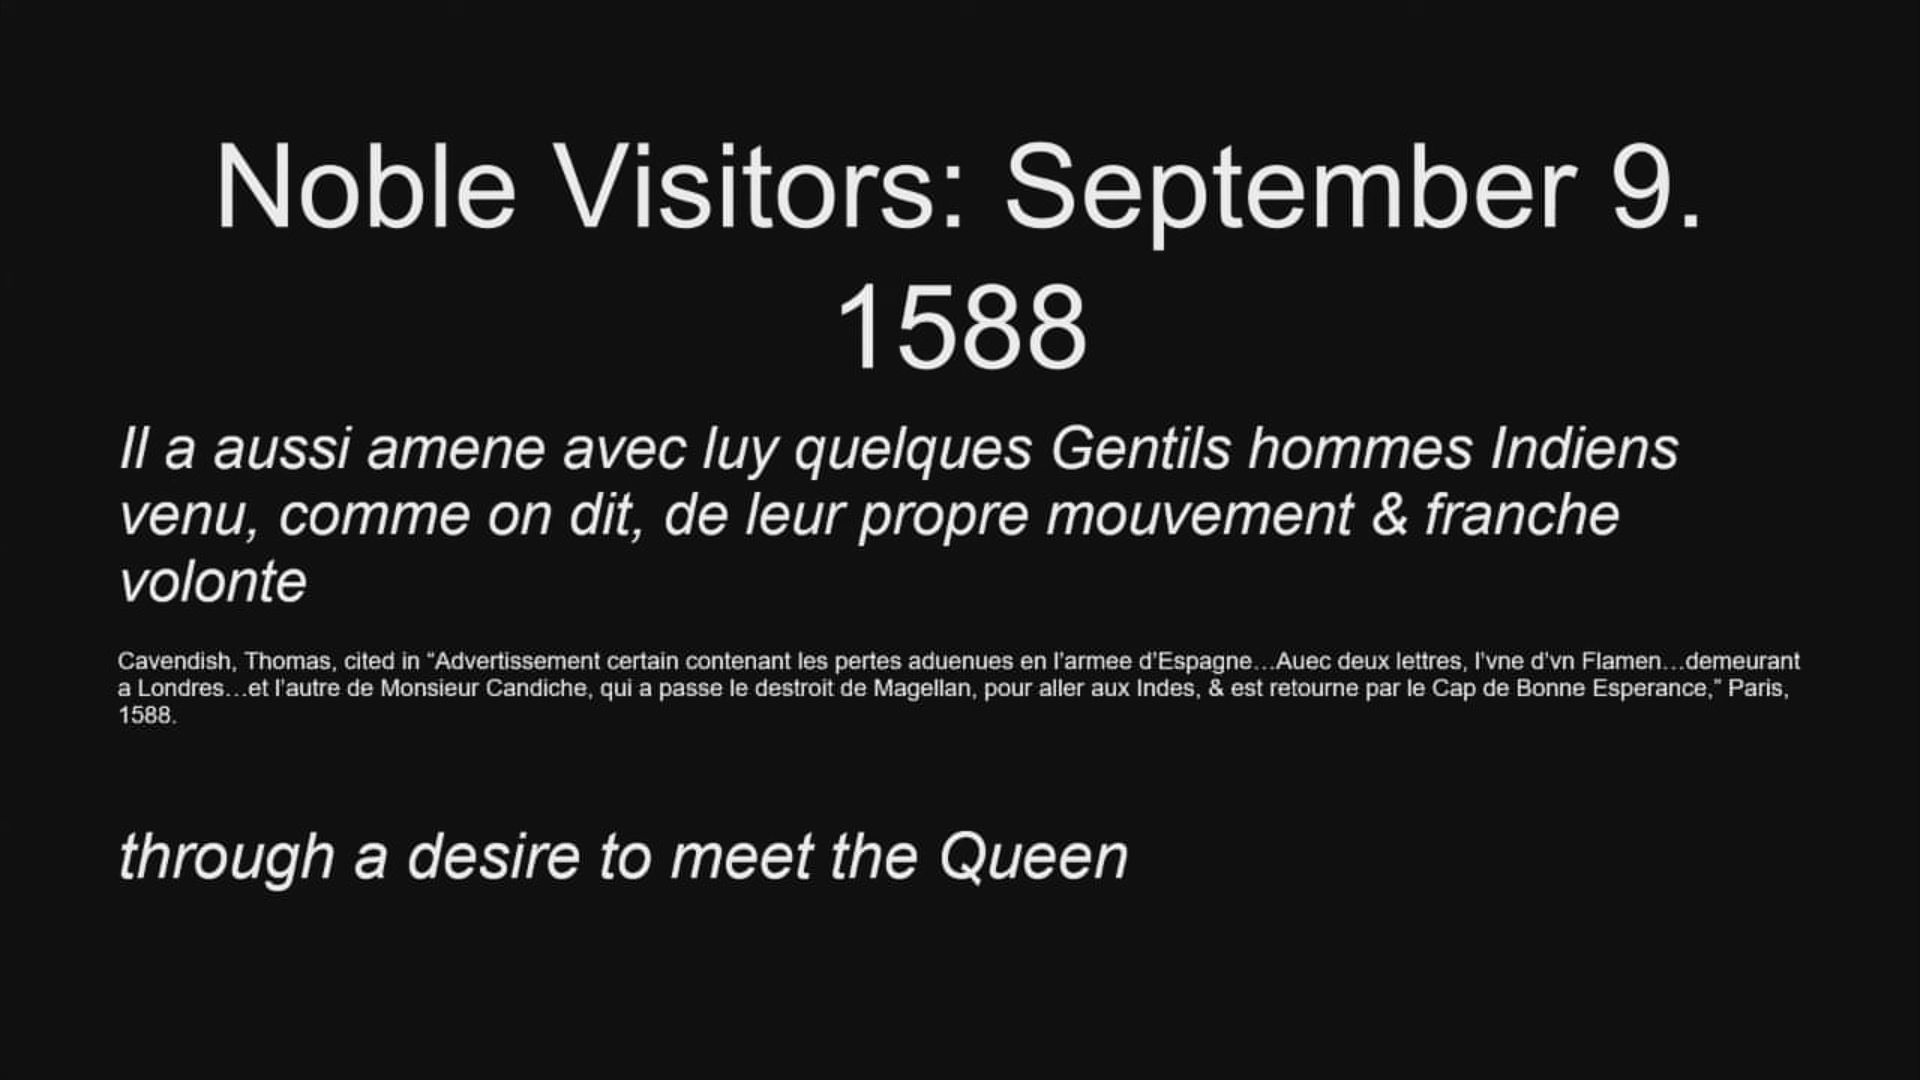 Noble Visitors: September 9.
1588
Il a aussi amene avec luy quelques Gentils hommes Indiens
venu, comme on dit, de leur propre mouvement & franche
volonte
Cavendish, Thomas, cited in “Advertissement certain contenant les pertes aduenues en l’armee d’Espagne…Auec deux lettres, l’vne d’vn Flamen…demeurant
a Londres…et l’autre de Monsieur Candiche, qui a passe le destroit de Magellan, pour aller aux Indes, & est retourne par le Cap de Bonne Esperance,” Paris,
1588.
through a desire to meet the Queen